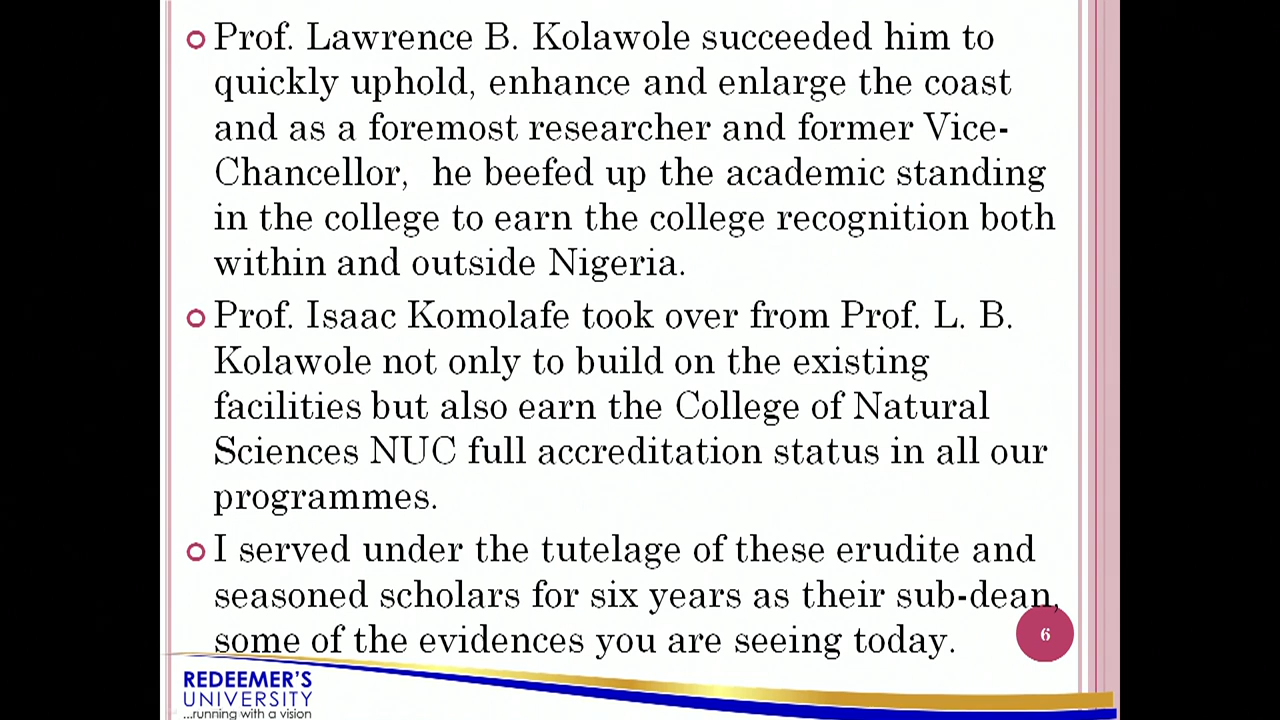 Prof. Lawrence B. Kolawole succeeded him to
quickly uphold, enhance and enlarge the coast
and as a foremost researcher and former Vice-
Chancellor, he beefed up the academic standing
in the college to earn the college recognition both
within and outside Nigeria.
Prof. Isaac Komolafe took over from Prof. L. B.
Kolawole not only to build on the existing
facilities but also earn the College of Natural
Sciences NUC full accreditation status in all our
programmes.
I served under the tutelage of these erudite and
seasoned scholars for six years as their sub-dean,
some of the evidences you are seeing today.
6
REDEEMER'S
UNIVERSITY
...running with a vision